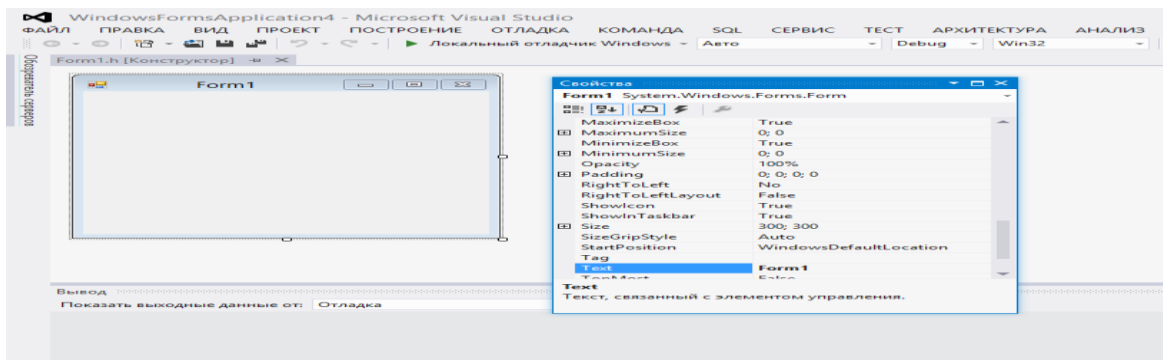 WindowsFormsApplication4 - Microsoft Visual Studio
ФАЙЛ ПРАВКА ВИД ПРОЕКТ ПОСТРОЕНИЕ ОТЛАДКА КОМАНДА SQL СЕРВИС ТЕСТ АРХИТЕКТУРА АНАЛИЗ
Локальный отладчик Windows Авто Debug Win32
Обозреватель серверов
Form1.h [Конструктор]
Form1
Свойства
Form1 System.Windows.Forms.Form
MaximizeBox True
MaximumSize 0; 0
MinimizeBox True
MinimumSize 0; 0
Opacity 100%
Padding 0; 0; 0; 0
RightToLeft No
RightToLeftLayout False
ShowIcon True
ShowInTaskbar True
Size 300; 300
SizeGripStyle Auto
StartPosition WindowsDefaultLocation
Tag
Text Form1
TopMost False
Text
Текст, связанный с элементом управления.
Вывод
Показать выходные данные от: Отладка